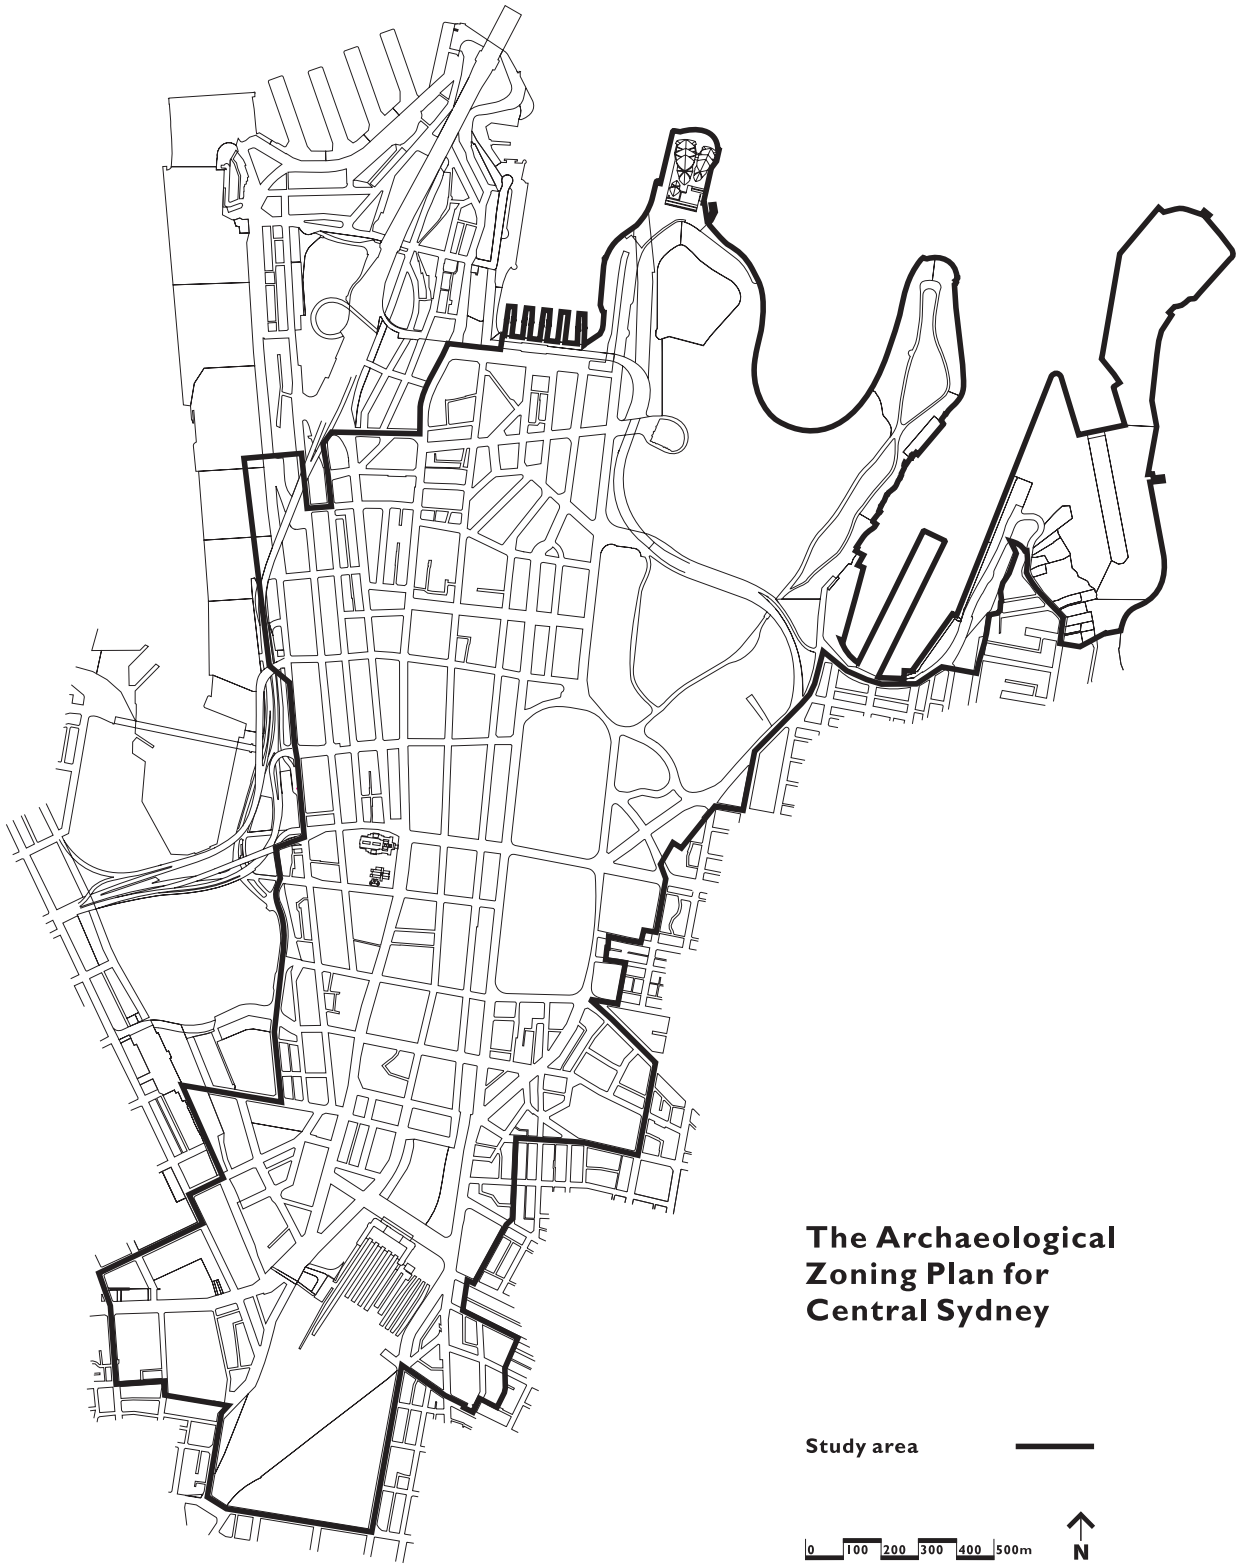 The Archaeological
Zoning Plan for
Central Sydney
Study area
0 100 200 300 400 500m
N